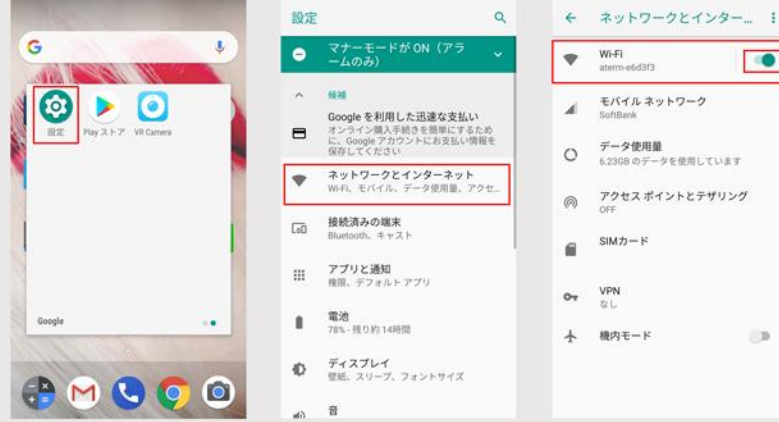 G
設定
Play ストア
VR Camera
Google
設定
マナーモードが ON（アラ
ームのみ）
候補
Google を利用した迅速な支払い
オンライン購入手続きを簡単にするため
に、Google アカウントにお支払い情報を
保存してください
ネットワークとインターネット
Wi-Fi、モバイル、データ使用量、アクセ...
接続済みの端末
Bluetooth、キャスト
アプリと通知
権限、デフォルト アプリ
電池
78% - 残り約 14時間
ディスプレイ
壁紙、スリープ、フォントサイズ
音
ネットワークとインター...
Wi-Fi
aterm-e6d3f3
モバイル ネットワーク
SoftBank
データ使用量
6.23GB のデータを使用しています
アクセス ポイントとテザリング
OFF
SIMカード
VPN
なし
機内モード